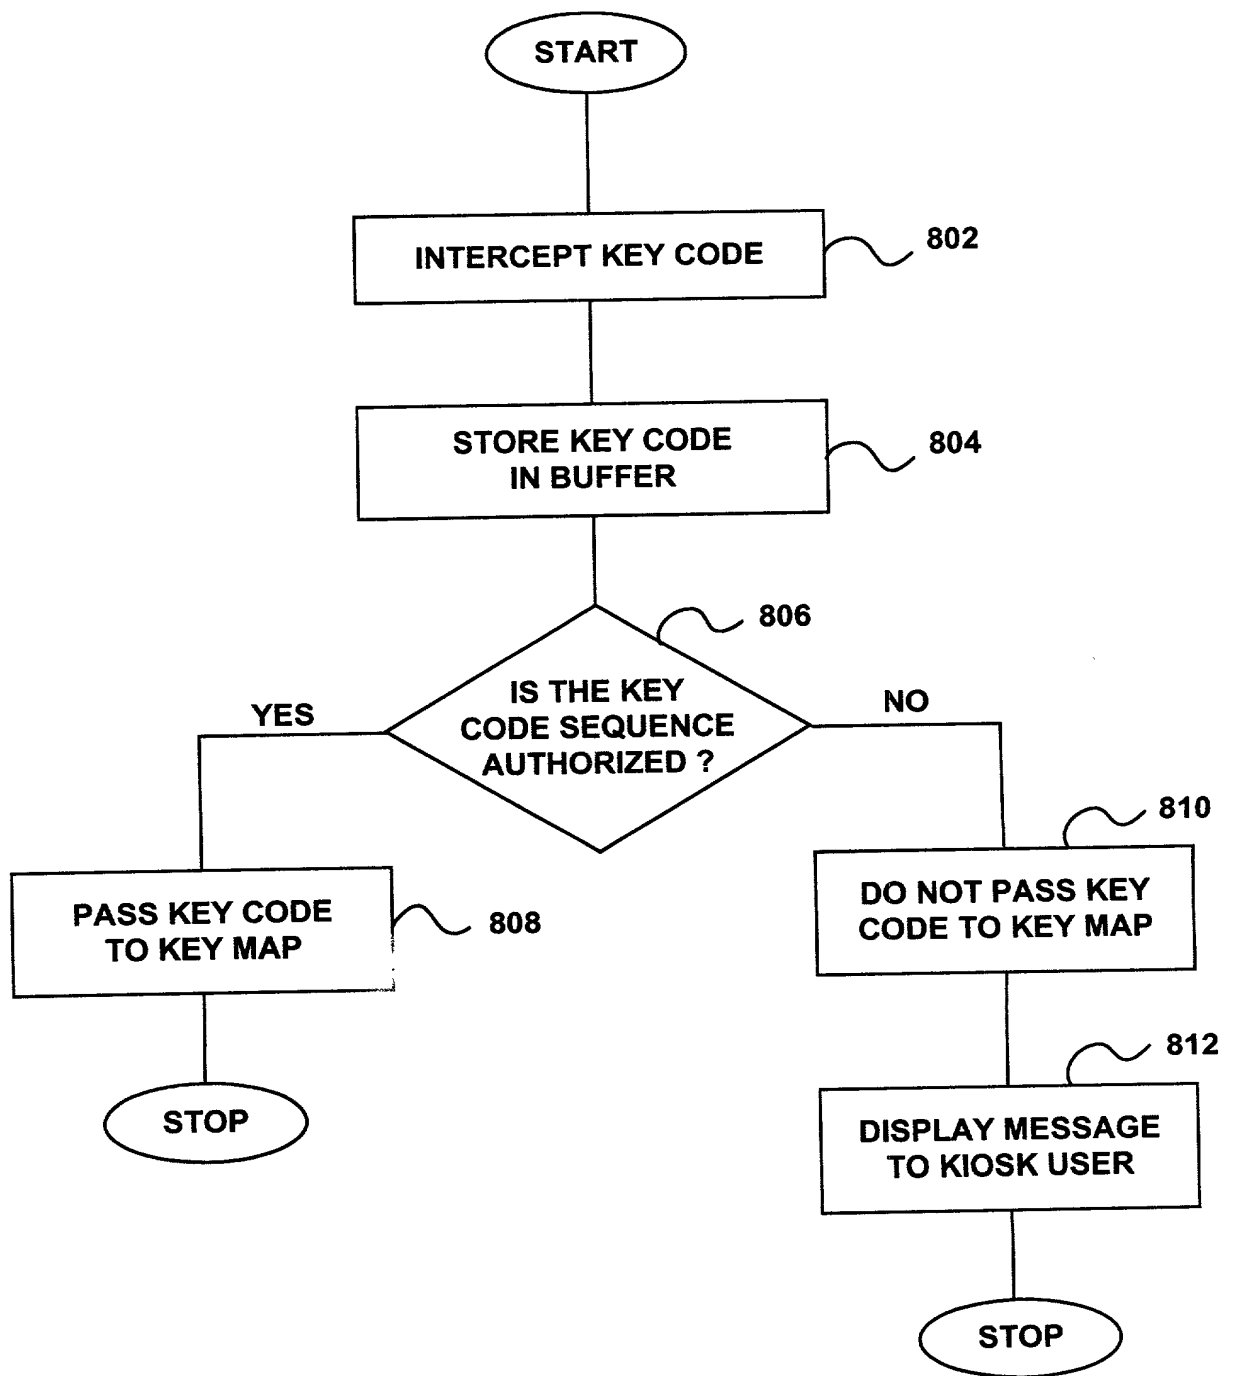 START
INTERCEPT KEY CODE
802
STORE KEY CODE
IN BUFFER
804
806
IS THE KEY
CODE SEQUENCE
AUTHORIZED ?
YES
NO
810
PASS KEY CODE
TO KEY MAP
808
DO NOT PASS KEY
CODE TO KEY MAP
812
STOP
DISPLAY MESSAGE
TO KIOSK USER
STOP